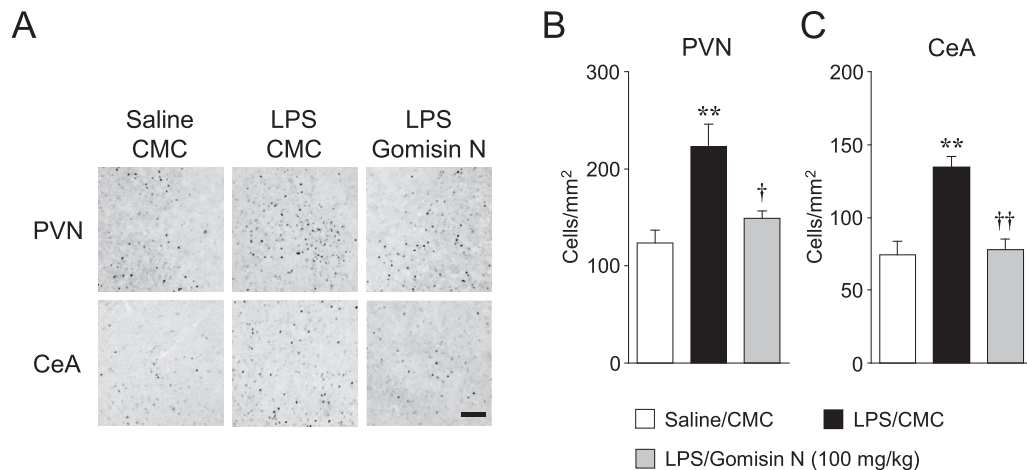 A
Saline
CMC
LPS
CMC
LPS
Gomisin N
PVN
CeA
B
PVN
Cells/mm²
300
200
100
0
**
†
C
CeA
Cells/mm²
200
150
100
50
0
**
††
Saline/CMC
LPS/CMC
LPS/Gomisin N (100 mg/kg)